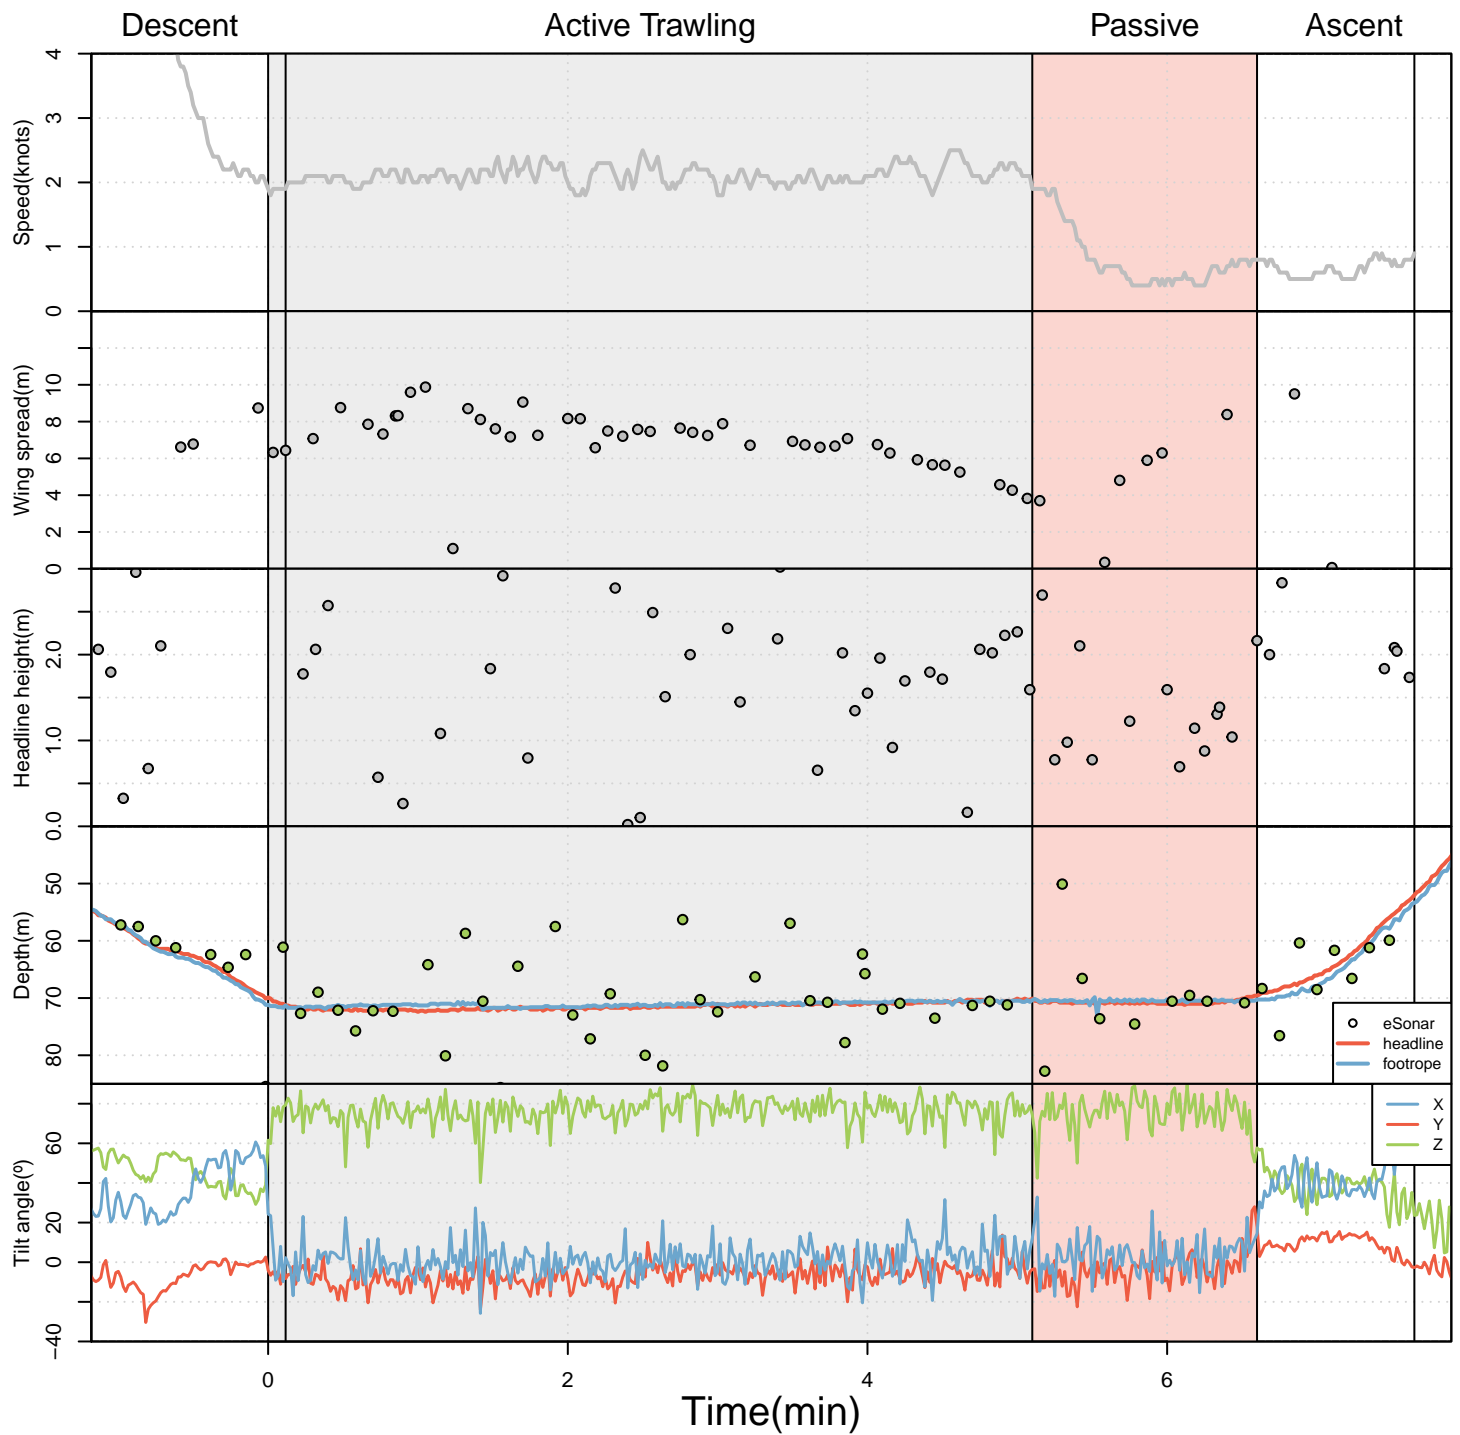 Descent Active Trawling Passive Ascent
Speed(knots)
4
3
2
1
0
Wing spread(m)
10
8
6
4
2
0
Headline height(m)
2.0
1.0
0.0
Depth(m)
50
60
70
80
eSonar
headline
footrope
Tilt angle(º)
60
20
0
−40
X
Y
Z
0 2 4 6
Time(min)